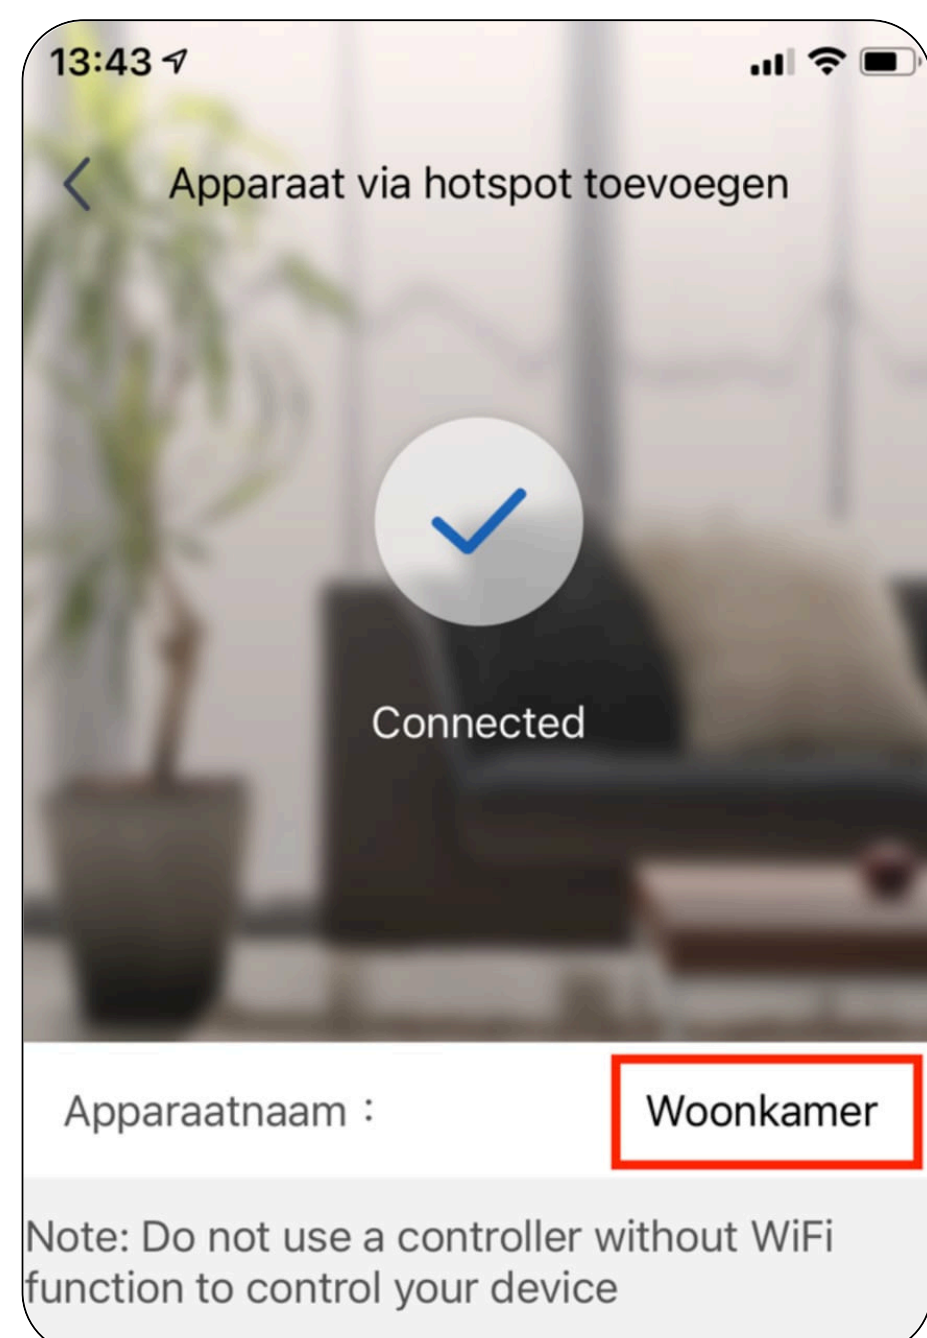 13:43
Apparaat via hotspot toevoegen
Connected
Apparaatnaam : Woonkamer
Note: Do not use a controller without WiFi
function to control your device